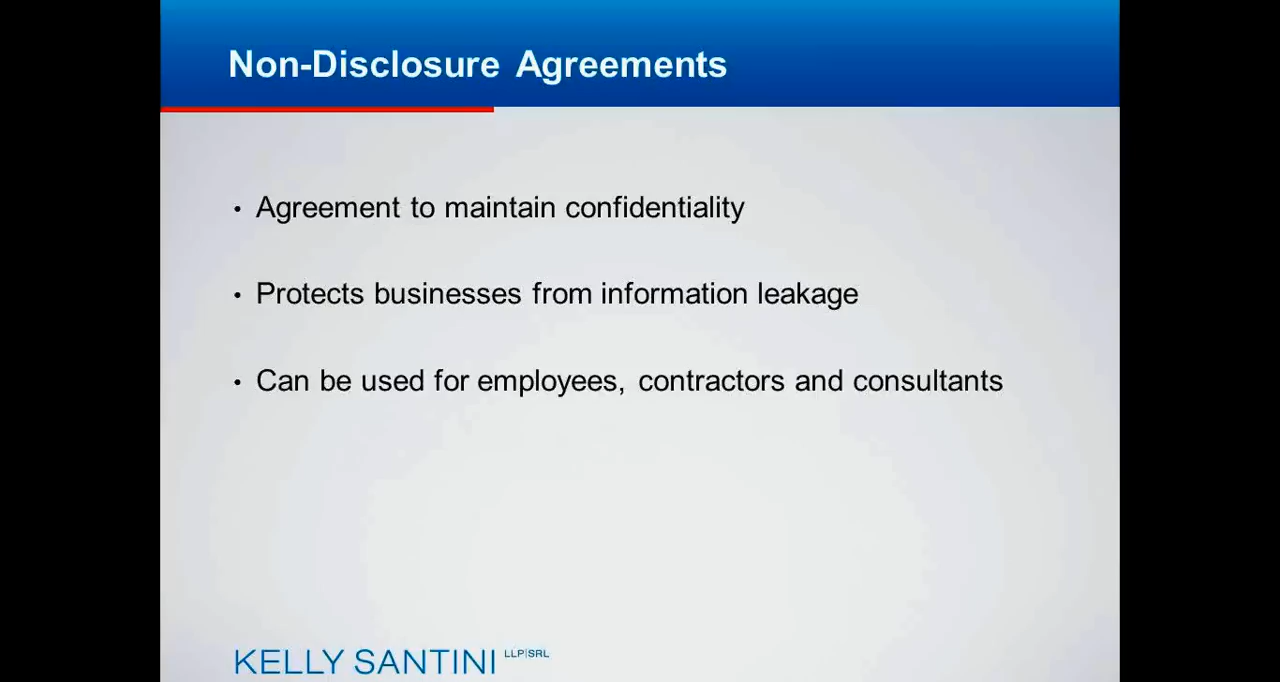 Non-Disclosure Agreements
• Agreement to maintain confidentiality
• Protects businesses from information leakage
• Can be used for employees, contractors and consultants
KELLY SANTINI LLP|SRL